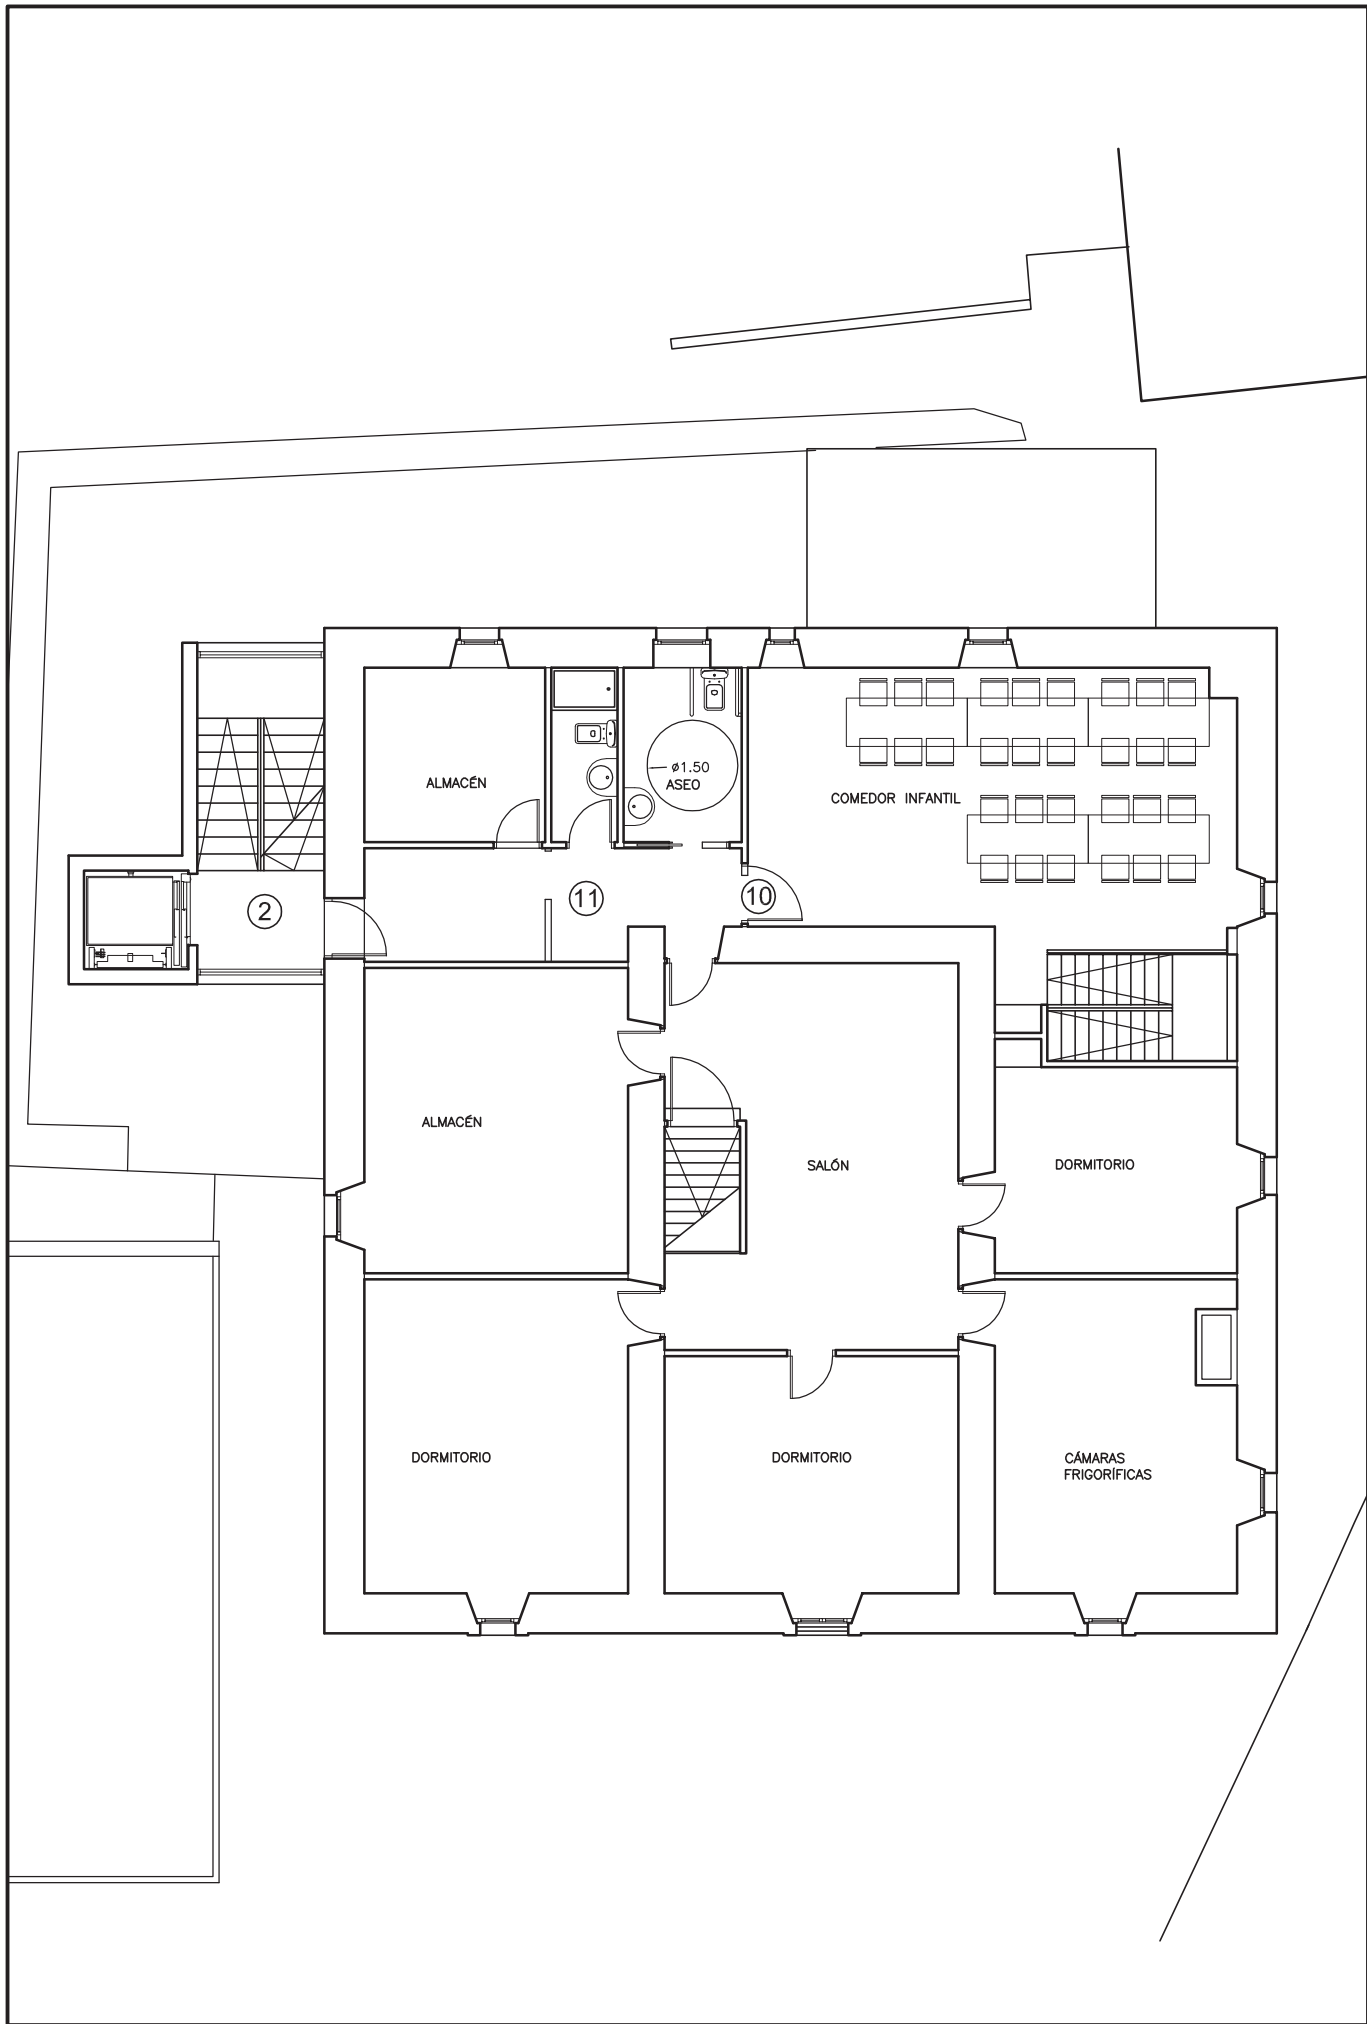 ALMACÉN
ø1.50
ASEO
COMEDOR INFANTIL
2
11
10
ALMACÉN
SALÓN
DORMITORIO
DORMITORIO
DORMITORIO
CÁMARAS
FRIGORÍFICAS